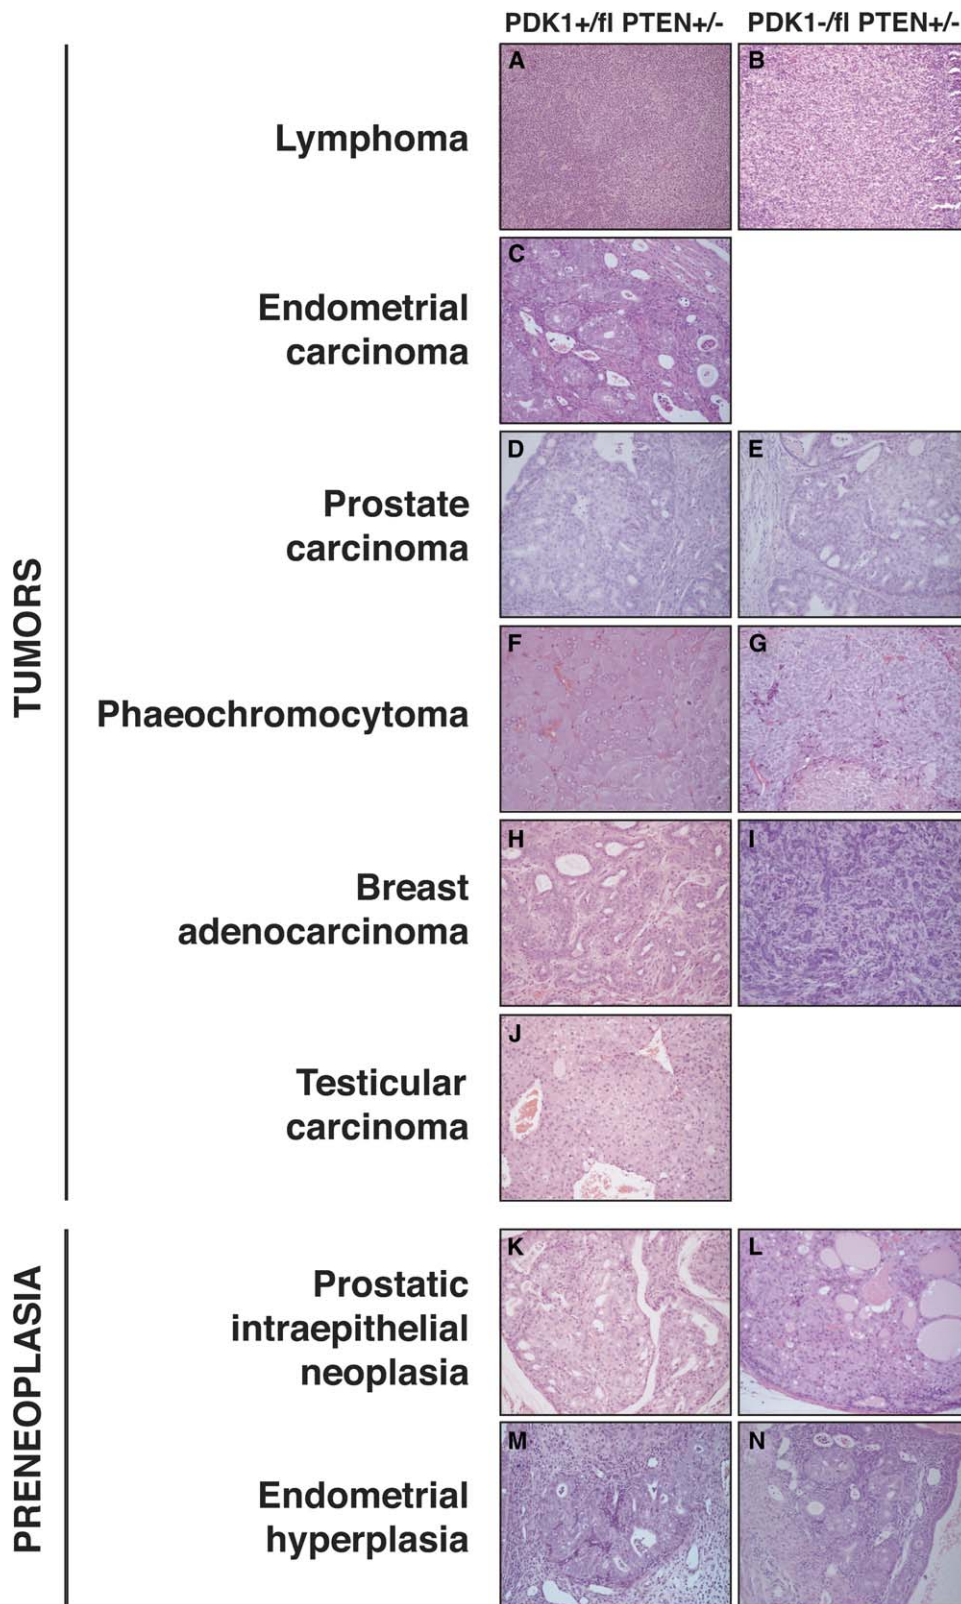 PDK1+/fl PTEN+/- PDK1-/fl PTEN+/-
TUMORS
Lymphoma
A B
Endometrial
carcinoma
C
Prostate
carcinoma
D E
Phaeochromocytoma
F G
Breast
adenocarcinoma
H I
Testicular
carcinoma
J
PRENEOPLASIA
Prostatic
intraepithelial
neoplasia
K L
Endometrial
hyperplasia
M N